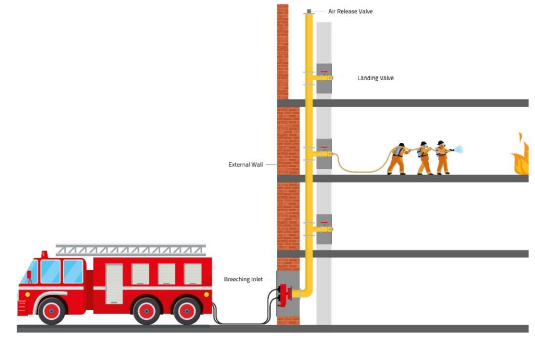 Air Release Valve
Landing Valve
External Wall
Breeching Inlet